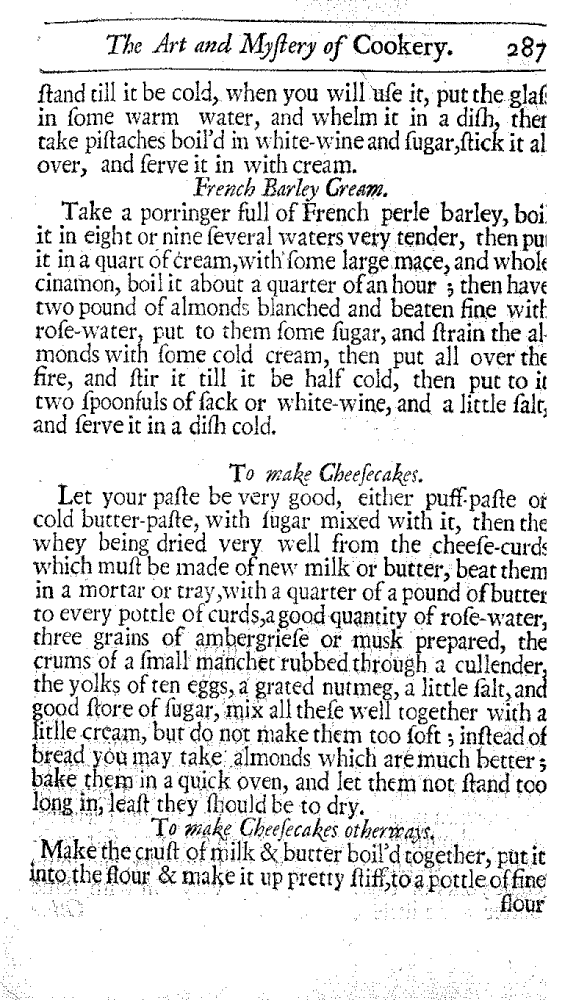 The Art and Myſtery of Cookery. 287
ſtand till it be cold, when you will uſe it, put the glaſ
in ſome warm water, and whelm it in a diſh, then
take piſtaches boil'd in white-wine and ſugar,ſtick it al
over, and ſerve it in with cream.
French Barley Cream.
Take a porringer full of French perle barley, boi
it in eight or nine ſeveral waters very tender, then pu
it in a quart of cream,with ſome large mace, and whole
cinamon, boil it about a quarter of an hour ; then have
two pound of almonds blanched and beaten fine with
roſe-water, put to them ſome ſugar, and ſtrain the al-
monds with ſome cold cream, then put all over the
fire, and ſtir it till it be half cold, then put to it
two ſpoonfuls of ſack or white-wine, and a little ſalt,
and ſerve it in a diſh cold.
To make Cheeſecakes.
Let your paſte be very good, either puff-paſte or
cold butter-paſte, with ſugar mixed with it, then the
whey being dried very well from the cheeſe-curds
which muſt be made of new milk or butter, beat them
in a mortar or tray,with a quarter of a pound of butter
to every pottle of curds,a good quantity of roſe-water,
three grains of ambergrieſe or musk prepared, the
crums of a ſmall manchet rubbed through a cullender,
the yolks of ten eggs, a grated nutmeg, a little ſalt, and
good ſtore of ſugar, mix all theſe well together with a
litlle cream, but do not make them too ſoft ; inſtead of
bread you may take almonds which are much better ;
bake them in a quick oven, and let them not ſtand too
long in, leaſt they ſhould be to dry.
To make Cheeſecakes otherways.
Make the cruſt of milk & butter boil'd together, put it
into the flour & make it up pretty ſtiff,to a pottle of fine
flour